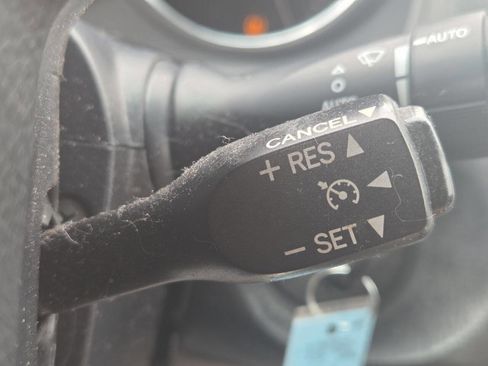 AUTO
CANCEL
+ RES
- SET